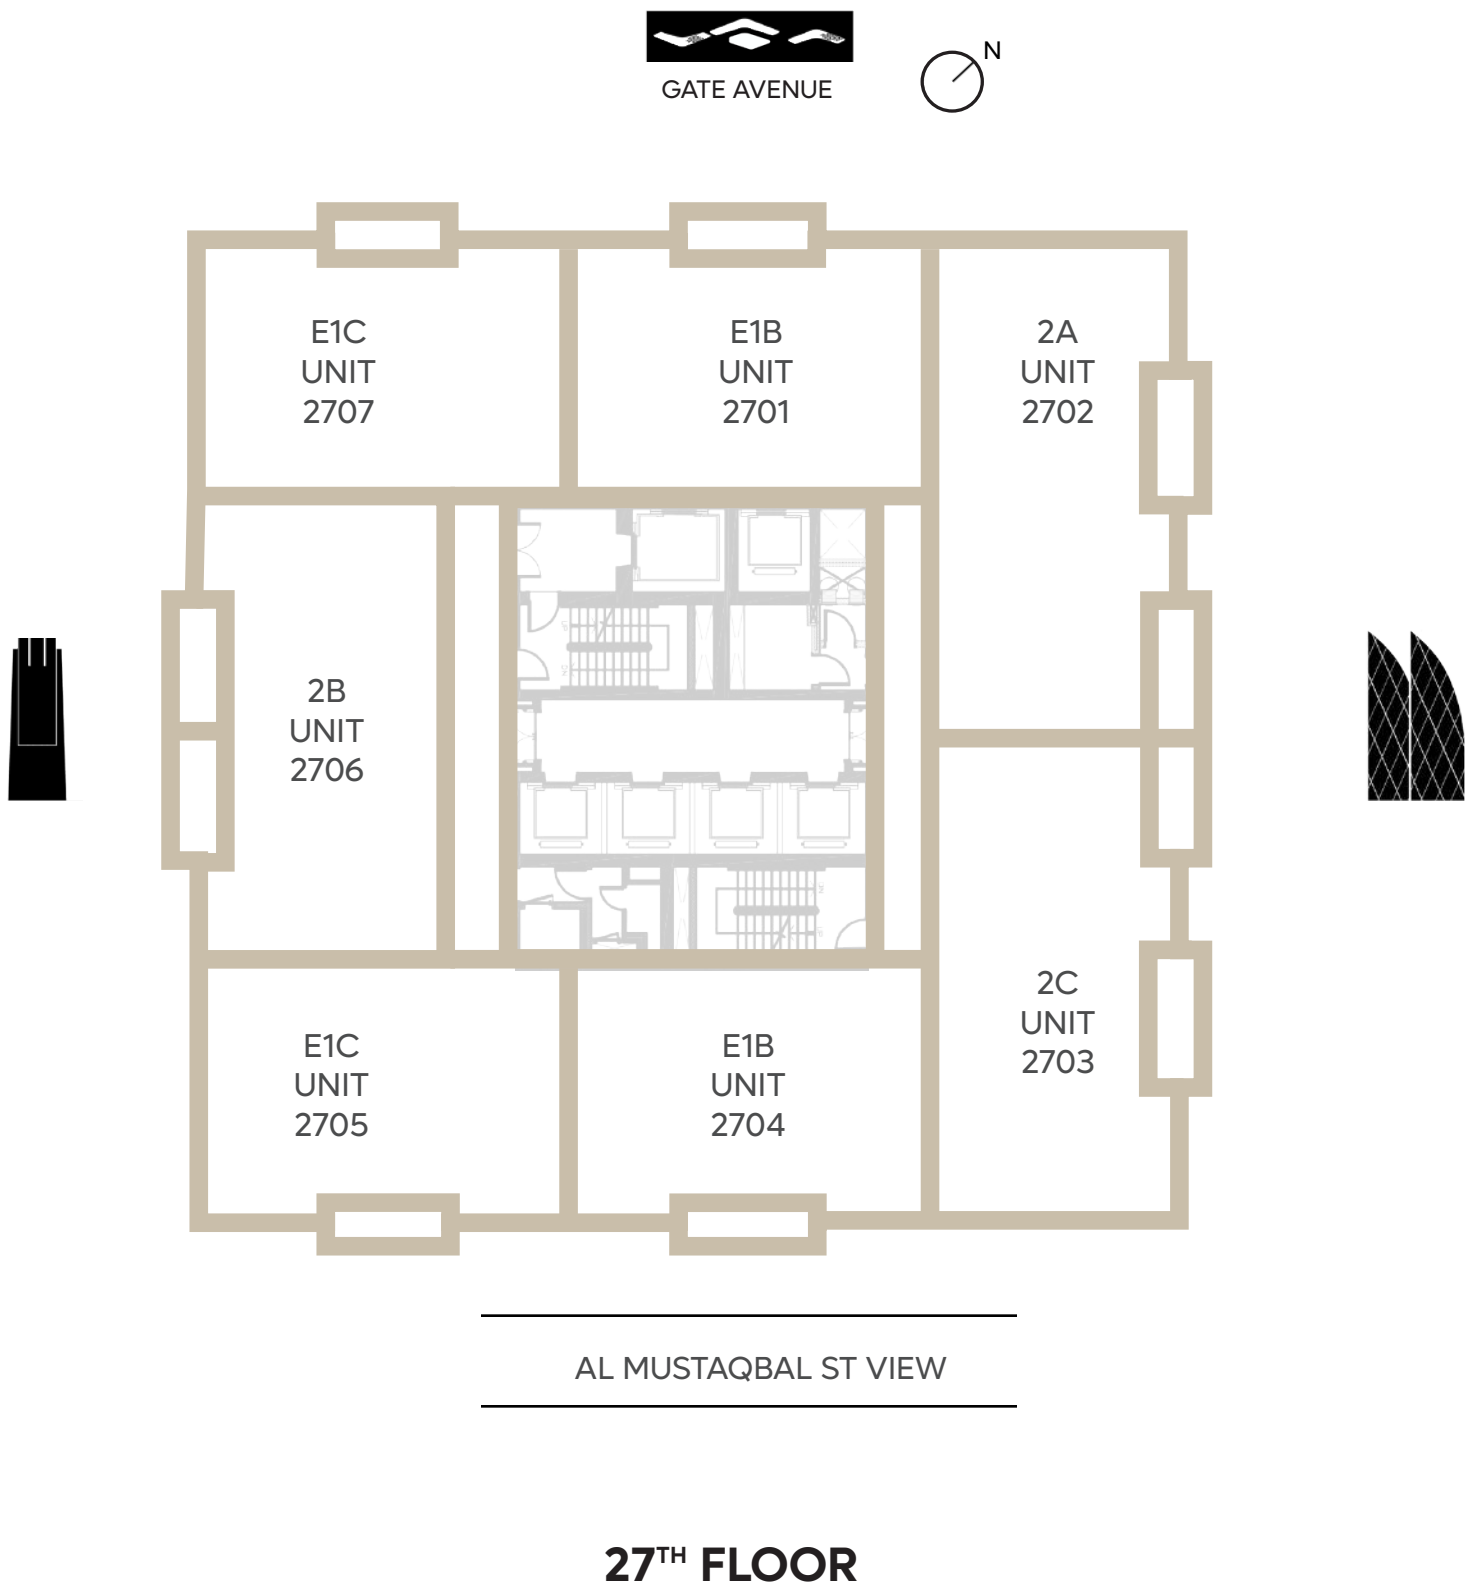 GATE AVENUE
N
E1C
UNIT
2707
E1B
UNIT
2701
2A
UNIT
2702
2B
UNIT
2706
2C
UNIT
2703
E1C
UNIT
2705
E1B
UNIT
2704
AL MUSTAQBAL ST VIEW
27TH FLOOR